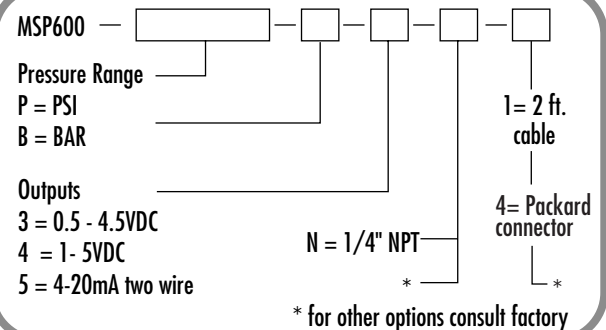 MSP600
Pressure Range
P = PSI
B = BAR
Outputs
3 = 0.5 - 4.5VDC
4 = 1- 5VDC
5 = 4-20mA two wire
N = 1/4" NPT
*
1= 2 ft.
cable
4= Packard
connector
*
* for other options consult factory